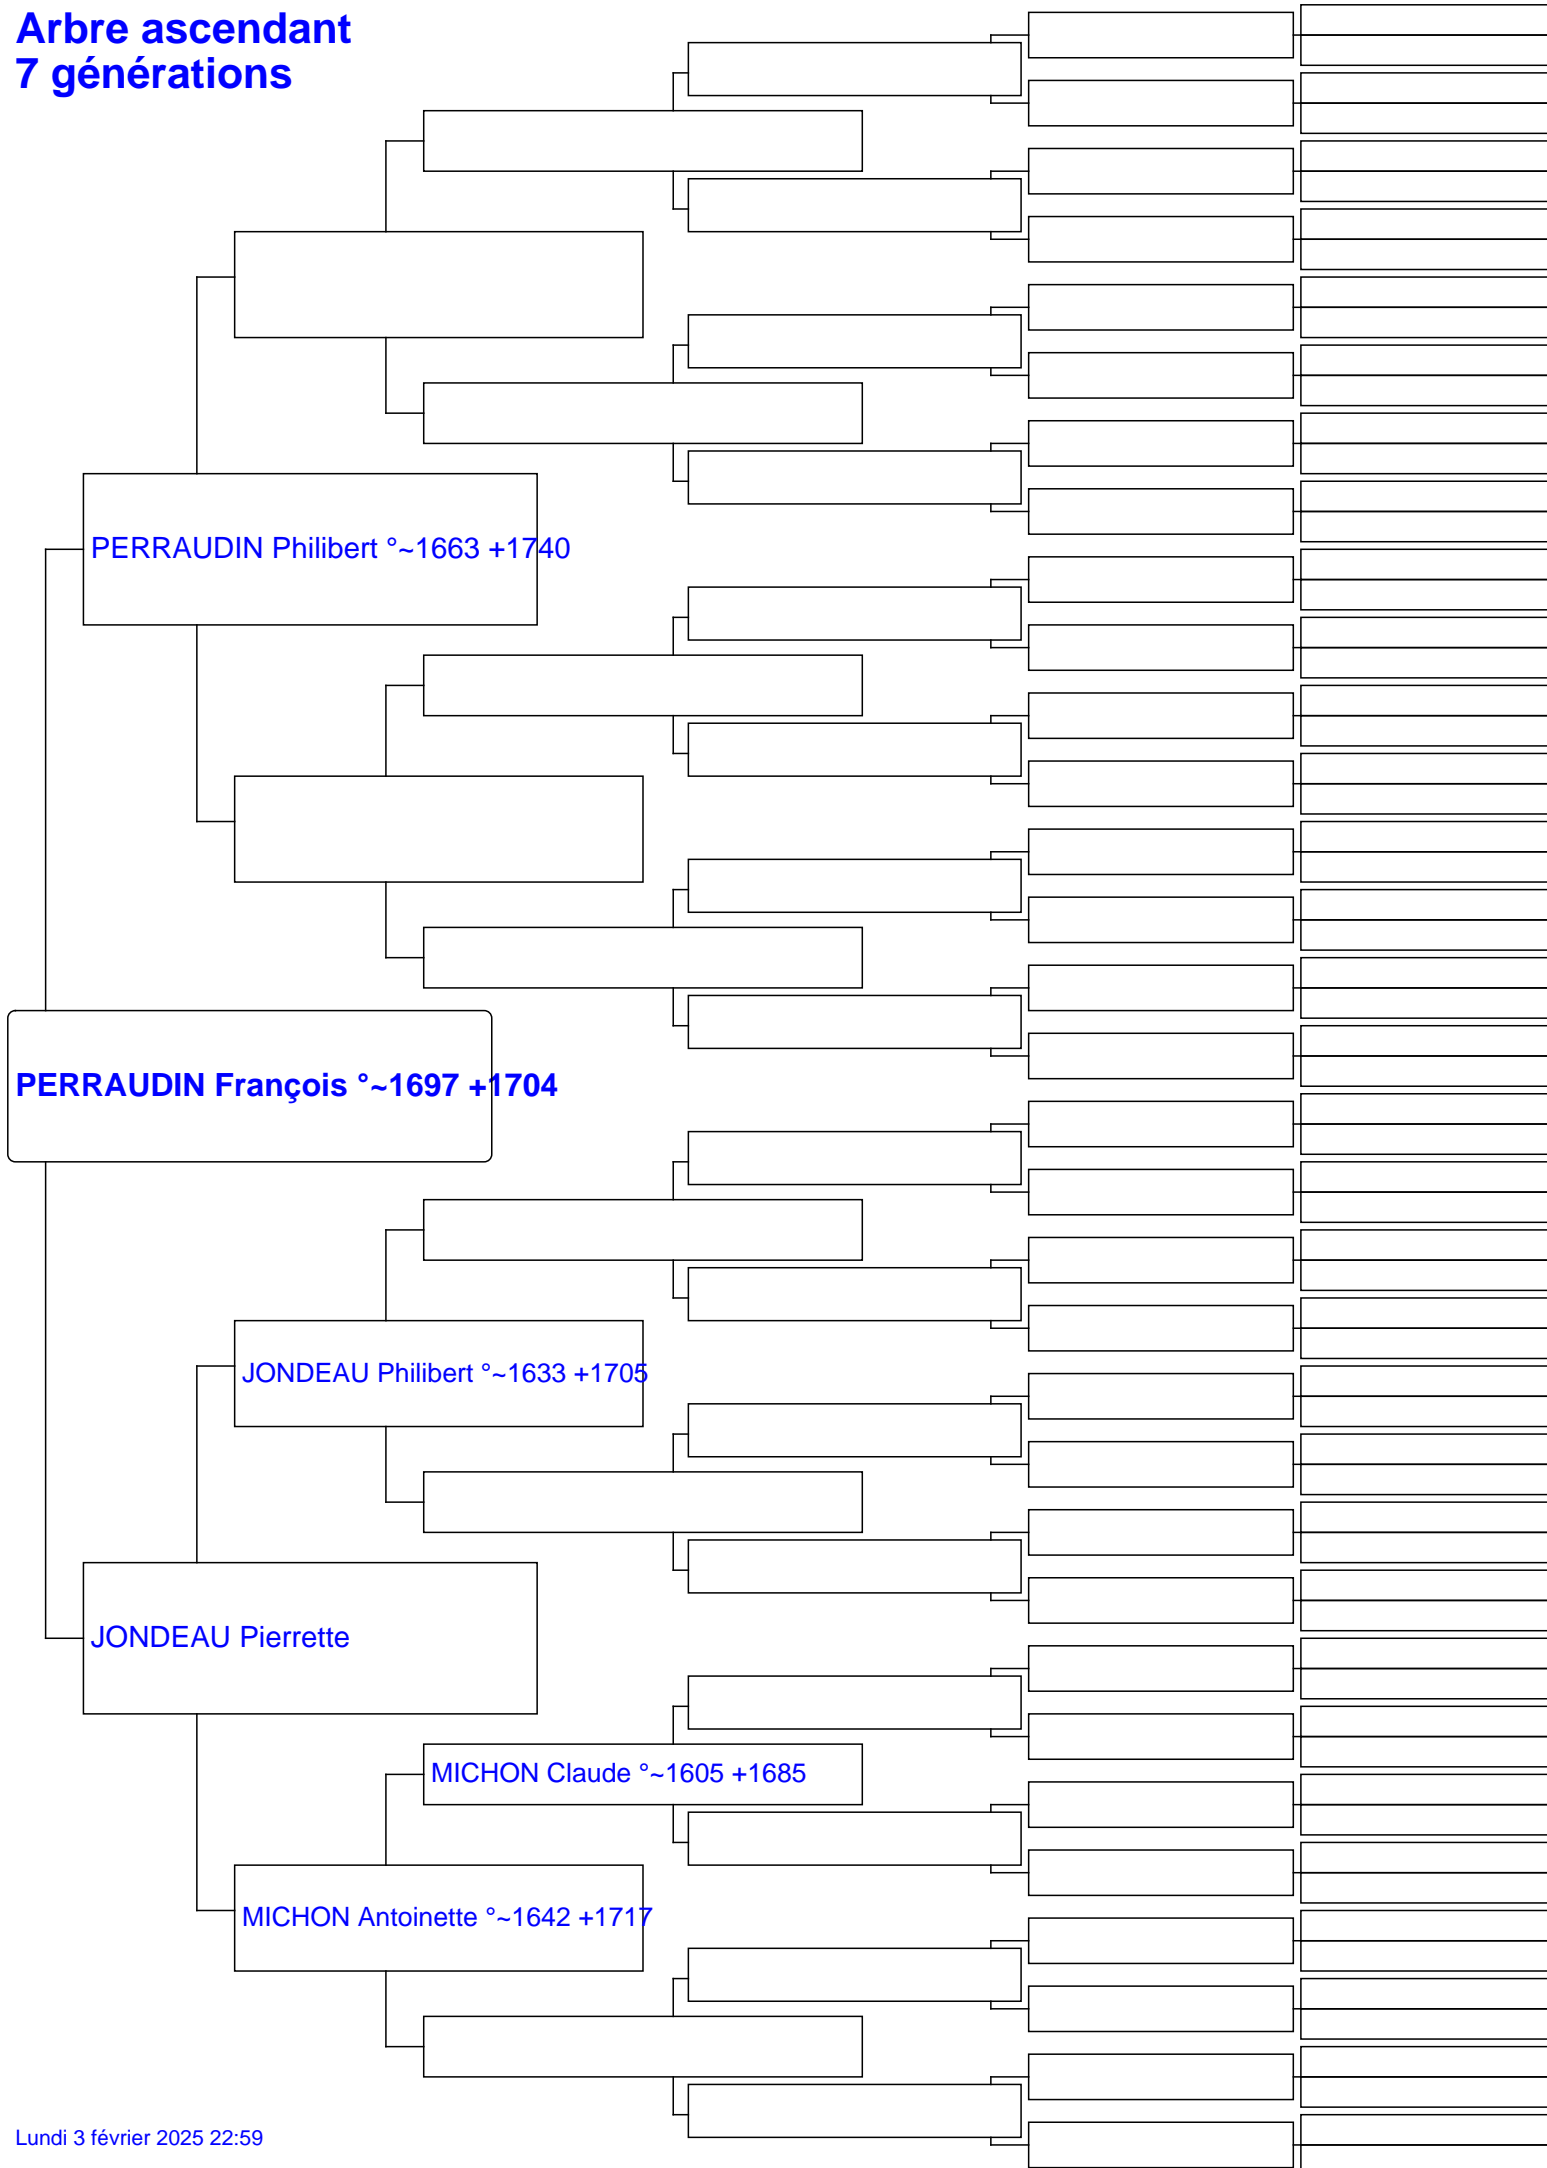 Arbre ascendant
7 générations
PERRAUDIN Philibert °~1663 +1740
PERRAUDIN François °~1697 +1704
JONDEAU Philibert °~1633 +1705
JONDEAU Pierrette
MICHON Claude °~1605 +1685
MICHON Antoinette °~1642 +1717
Lundi 3 février 2025 22:59